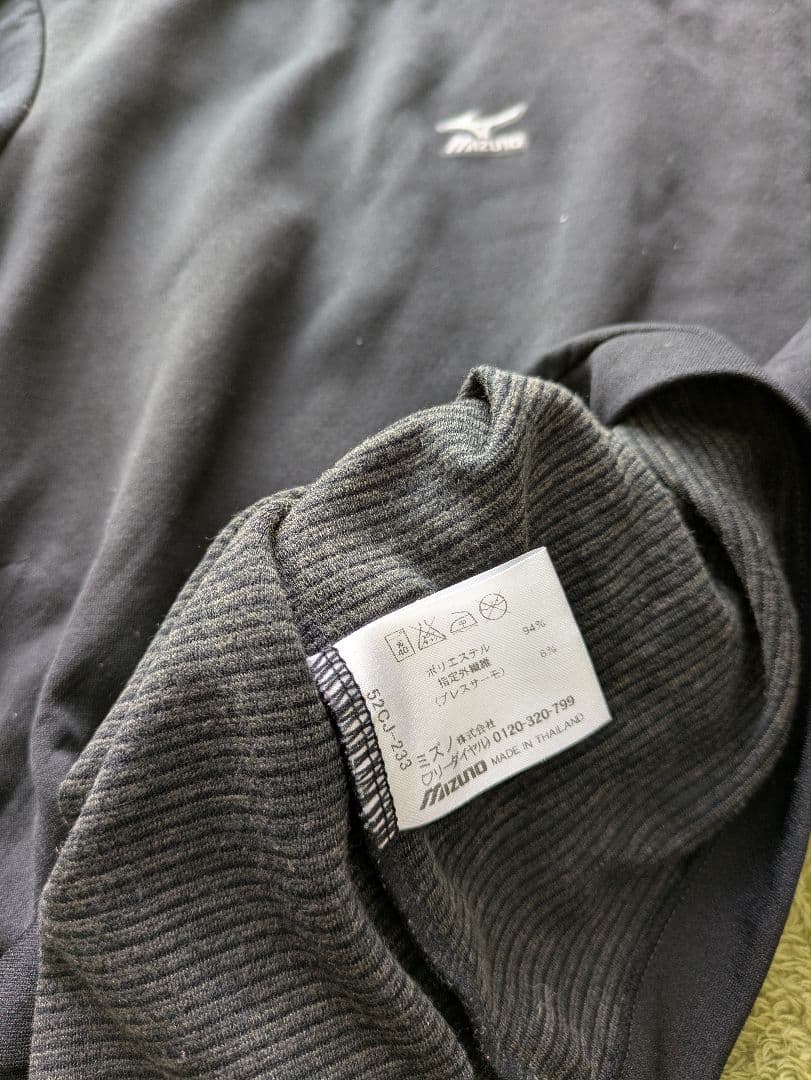 MIZUNO
ポリエステル 94%
指定外繊維 6%
(ブレスサーモ)
52CJ-233
ミズノ株式会社
(フリーダイヤル) 0120-320-799
MIZUNO MADE IN THAILAND